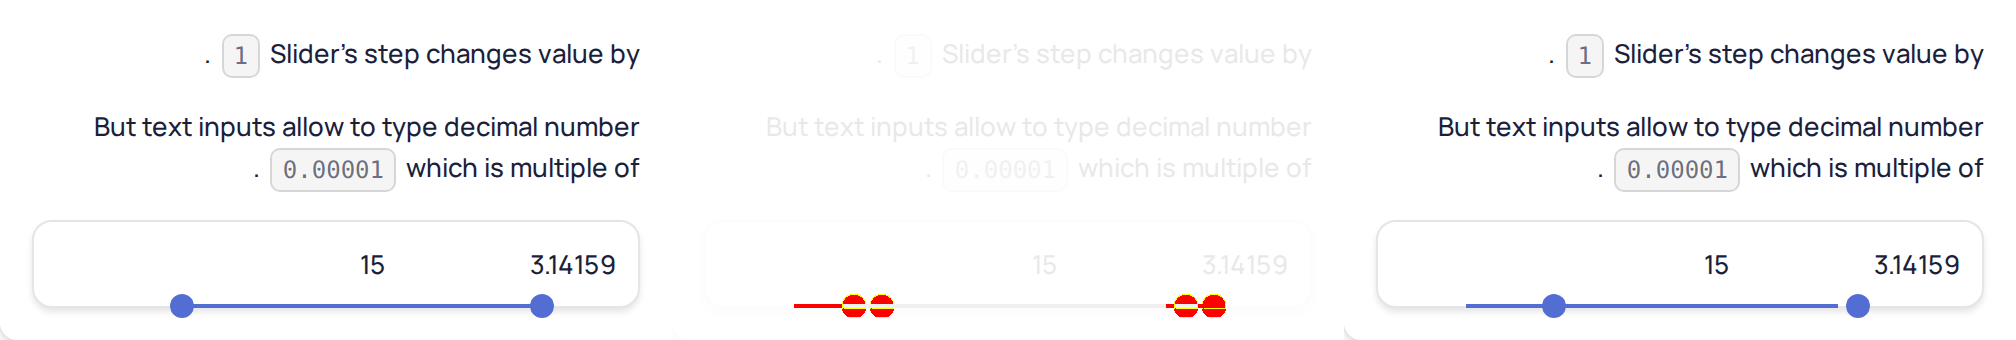 . 1 Slider’s step changes value by
But text inputs allow to type decimal number
. 0.00001 which is multiple of
15 3.14159
. 1 Slider’s step changes value by
But text inputs allow to type decimal number
. 0.00001 which is multiple of
15 3.14159
. 1 Slider’s step changes value by
But text inputs allow to type decimal number
. 0.00001 which is multiple of
15 3.14159